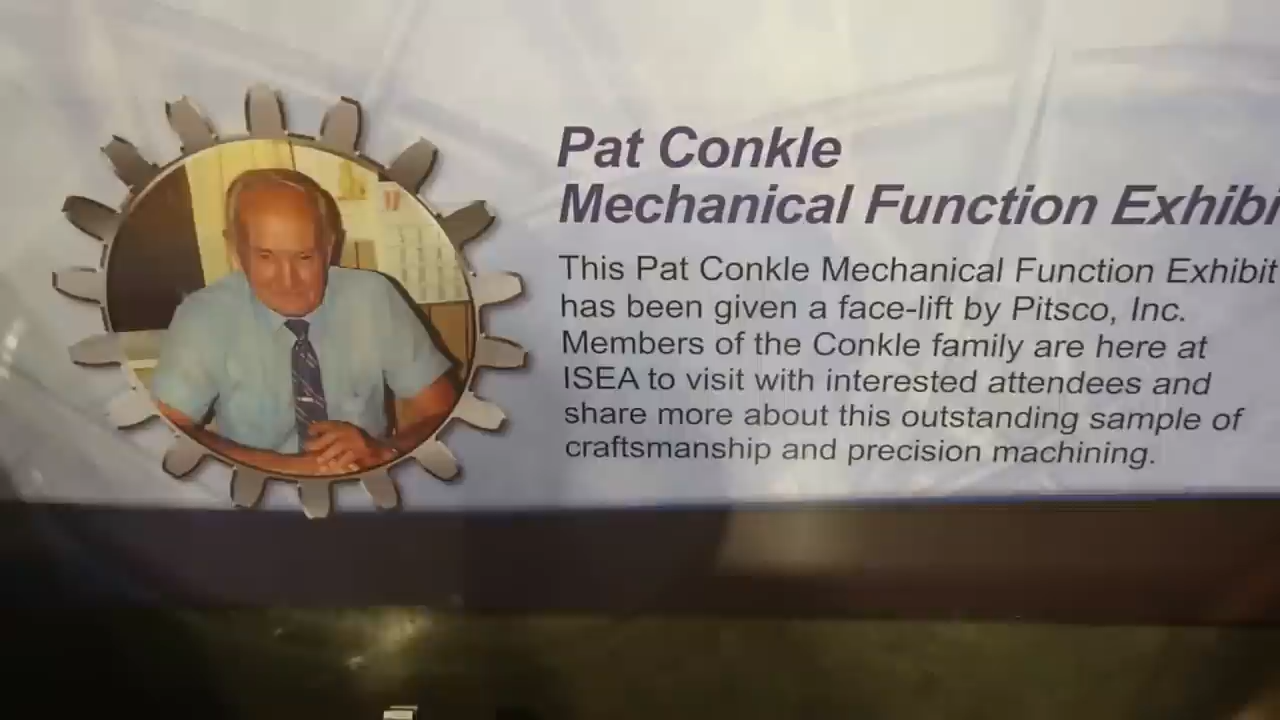 Pat Conkle
Mechanical Function Exhibi
This Pat Conkle Mechanical Function Exhibit
has been given a face-lift by Pitsco, Inc.
Members of the Conkle family are here at
ISEA to visit with interested attendees and
share more about this outstanding sample of
craftsmanship and precision machining.